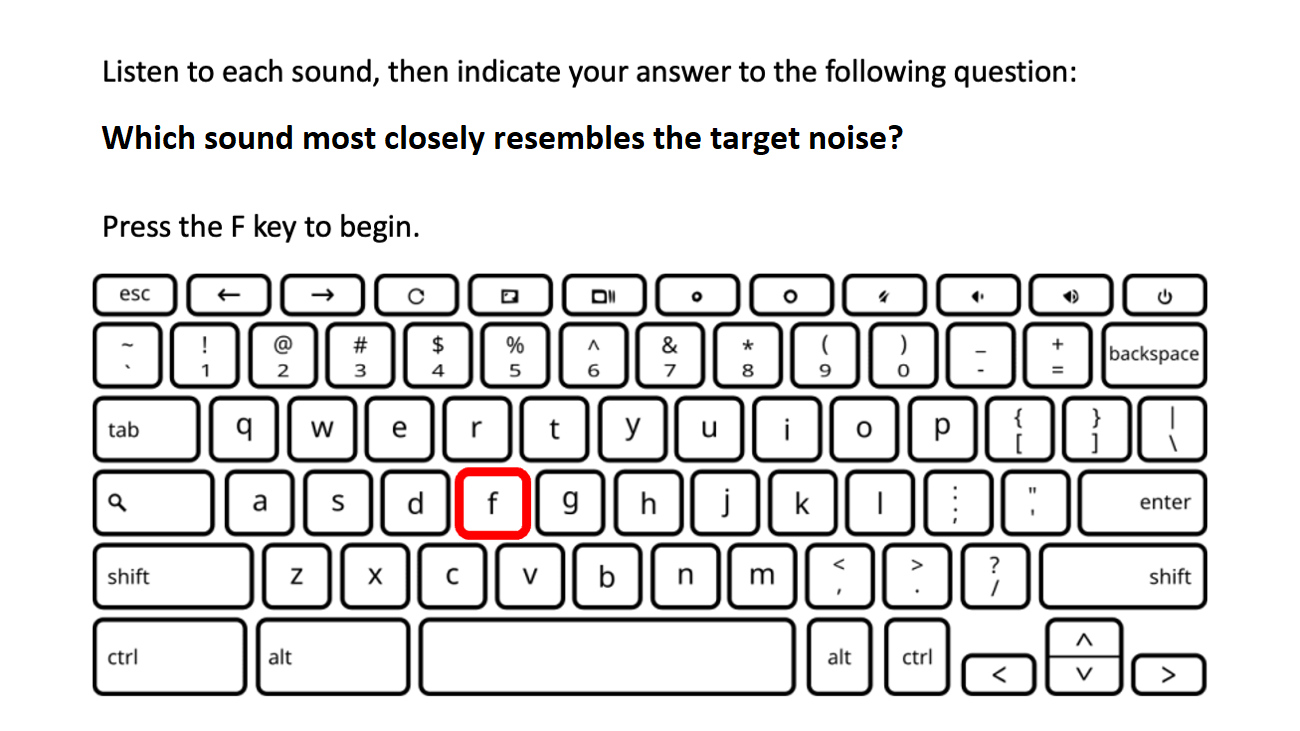 Listen to each sound, then indicate your answer to the following question:
Which sound most closely resembles the target noise?
Press the F key to begin.
esc ← →
~ ! @ # $ % ^ & * ( ) _ + backspace
` 1 2 3 4 5 6 7 8 9 0 - =
tab q w e r t y u i o p { } |
[ ] \
a s d f g h j k l : " enter
; '
shift z x c v b n m < > ? shift
, . /
ctrl alt alt ctrl < ^ v >